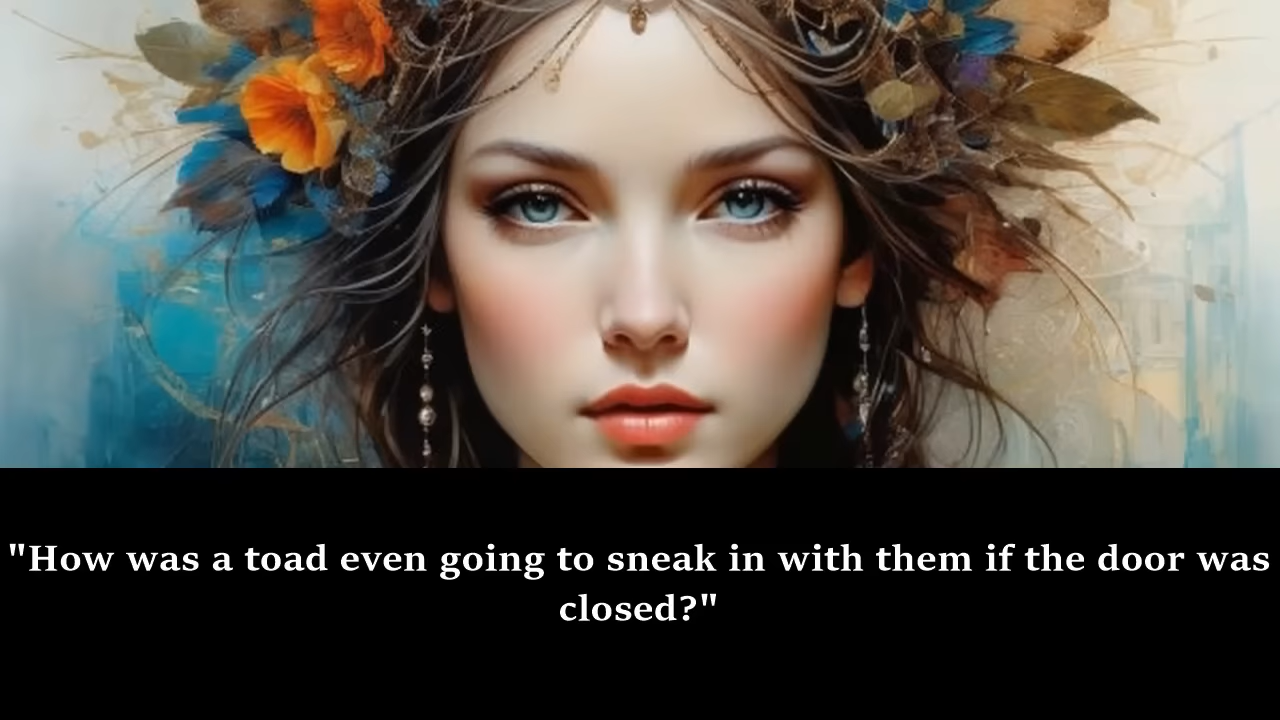 "How was a toad even going to sneak in with them if the door was
closed?"